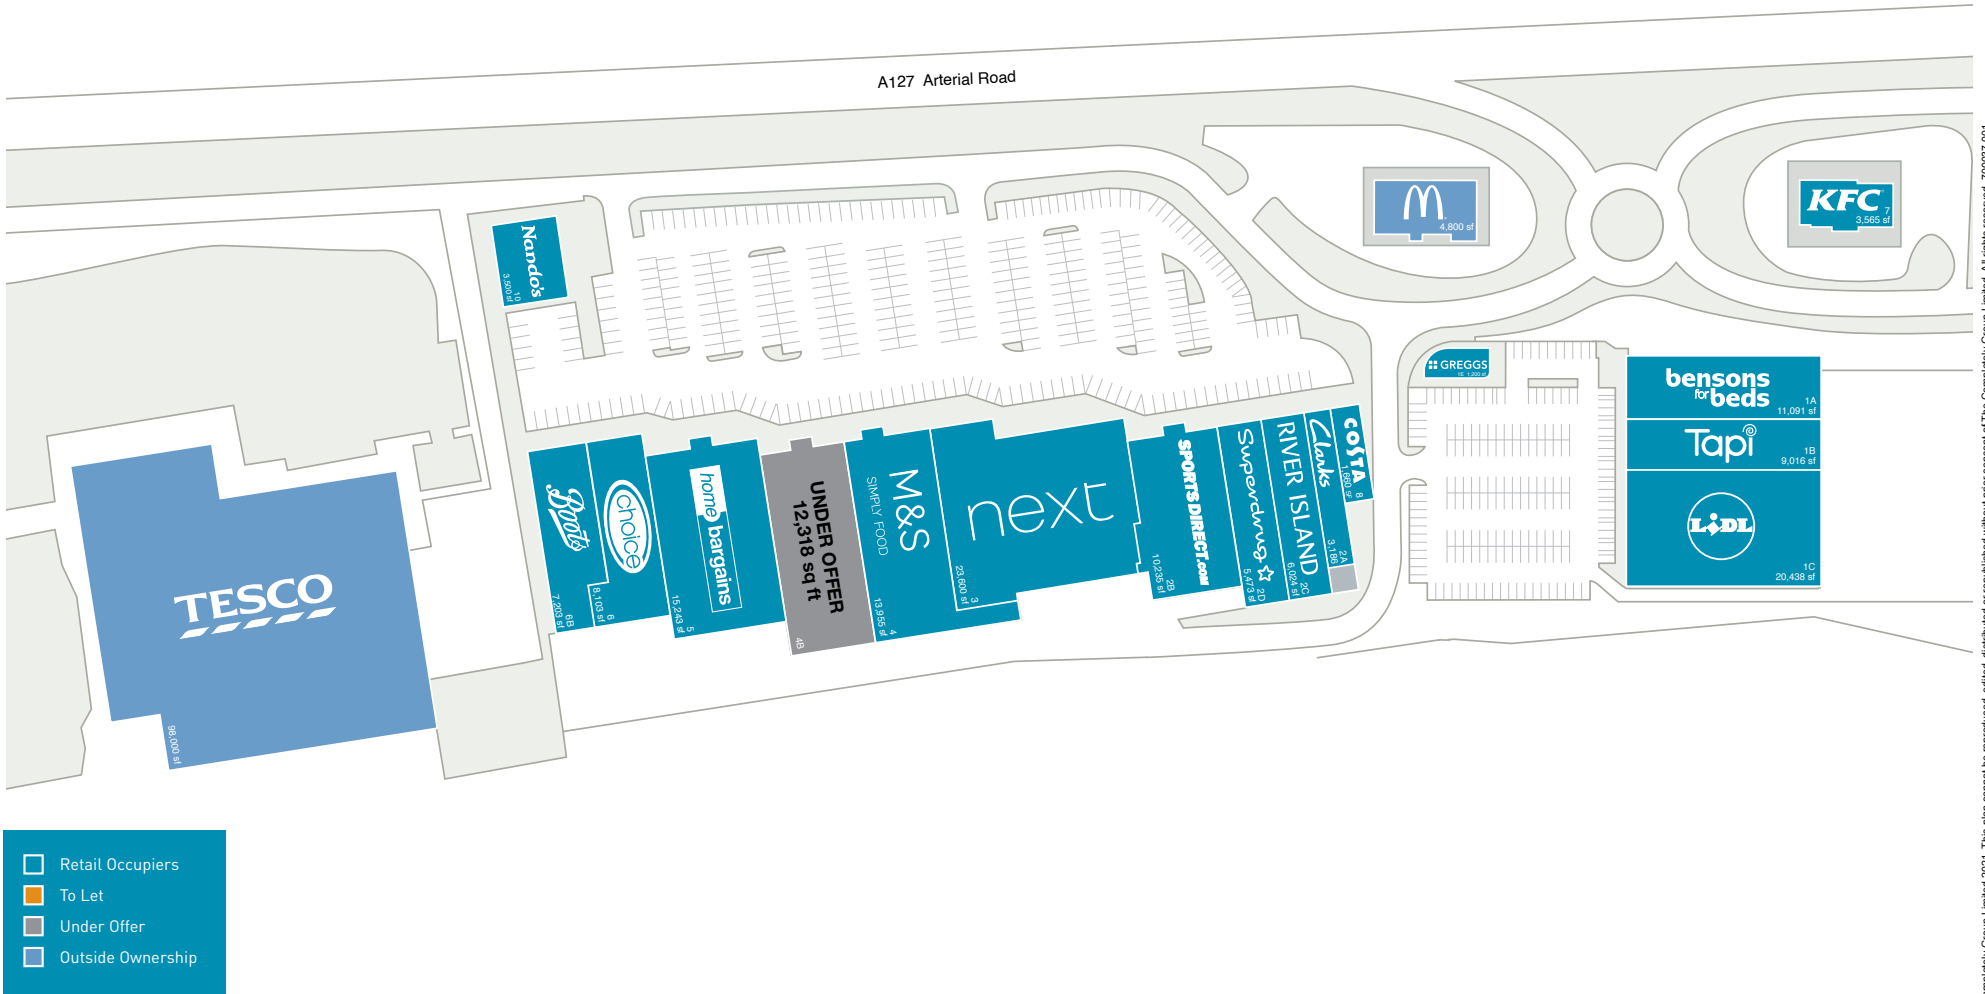 A127 Arterial Road
Nando's
10
3,500 sf
M
4,800 sf
KFC
7
3,565 sf
GREGGS
1E 1,200 sf
bensons
for beds
1A
11,091 sf
Tapi
1B
9,016 sf
LIDL
1C
20,438 sf
TESCO
98,000 sf
Boots
6B
7,203 sf
choice
6
8,103 sf
home bargains
5
15,243 sf
UNDER OFFER
12,318 sq ft
4B
M&S
SIMPLY FOOD
4
13,955 sf
next
3
23,600 sf
SPORTSDIRECT.COM
2B
10,235 sf
Superdrug
2D
5,473 sf
RIVER ISLAND
2C
6,024 sf
Clarks
2A
3,186
COSTA
8
1,660 SF
Retail Occupiers
To Let
Under Offer
Outside Ownership